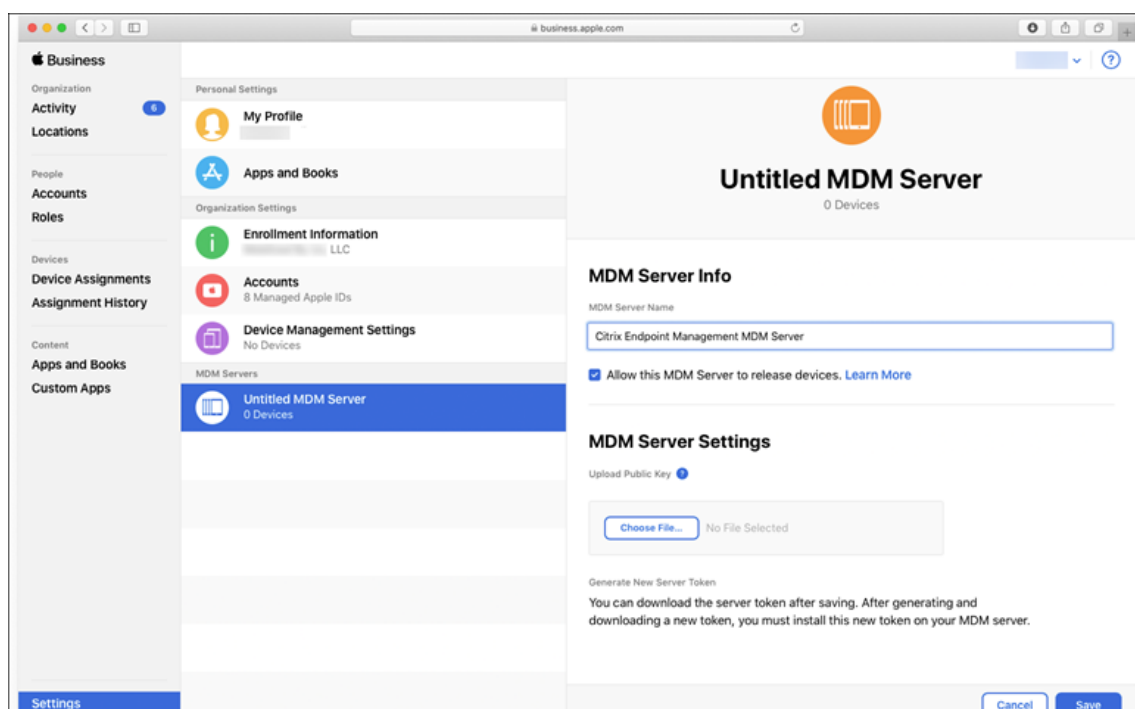 business.apple.com
Business
Organization
Activity 6
Locations
People
Accounts
Roles
Devices
Device Assignments
Assignment History
Content
Apps and Books
Custom Apps
Settings
Personal Settings
My Profile
Apps and Books
Organization Settings
Enrollment Information
LLC
Accounts
8 Managed Apple IDs
Device Management Settings
No Devices
MDM Servers
Untitled MDM Server
0 Devices
Untitled MDM Server
0 Devices
MDM Server Info
MDM Server Name
Citrix Endpoint Management MDM Server
Allow this MDM Server to release devices. Learn More
MDM Server Settings
Upload Public Key ?
Choose File... No File Selected
Generate New Server Token
You can download the server token after saving. After generating and
downloading a new token, you must install this new token on your MDM server.
Cancel Save